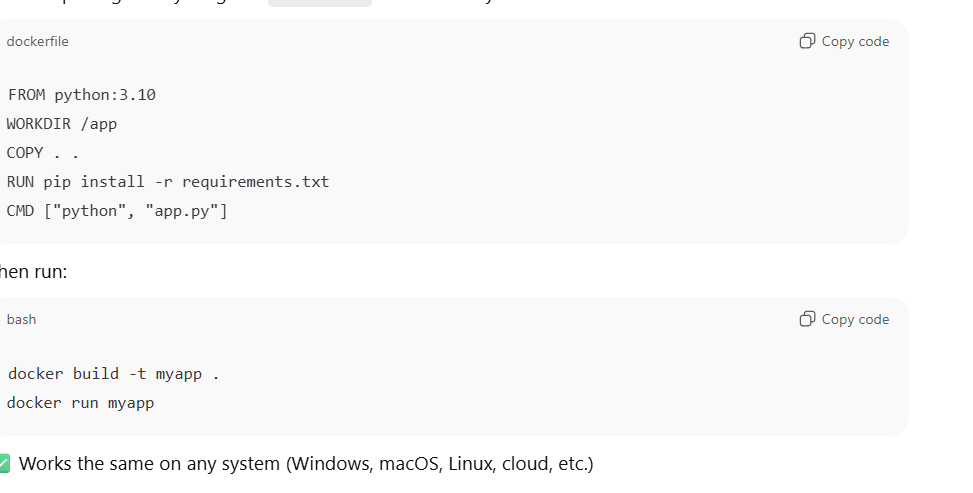 dockerfile
Copy code
FROM python:3.10
WORKDIR /app
COPY . .
RUN pip install -r requirements.txt
CMD ["python", "app.py"]
hen run:
bash
Copy code
docker build -t myapp .
docker run myapp
✅ Works the same on any system (Windows, macOS, Linux, cloud, etc.)